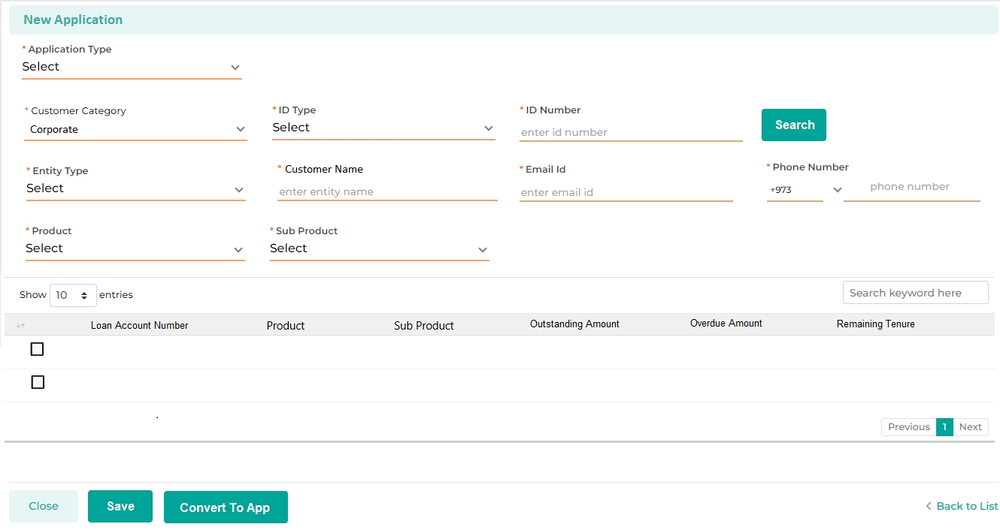 New Application
* Application Type
Select
* Customer Category * ID Type * ID Number
Corporate Select enter id number Search
* Entity Type * Customer Name * Email Id * Phone Number
Select enter entity name enter email id +973 phone number
* Product * Sub Product
Select Select
Show 10 entries Search keyword here
Loan Account Number Product Sub Product Outstanding Amount Overdue Amount Remaining Tenure
.
Previous 1 Next
Close Save Convert To App Back to List